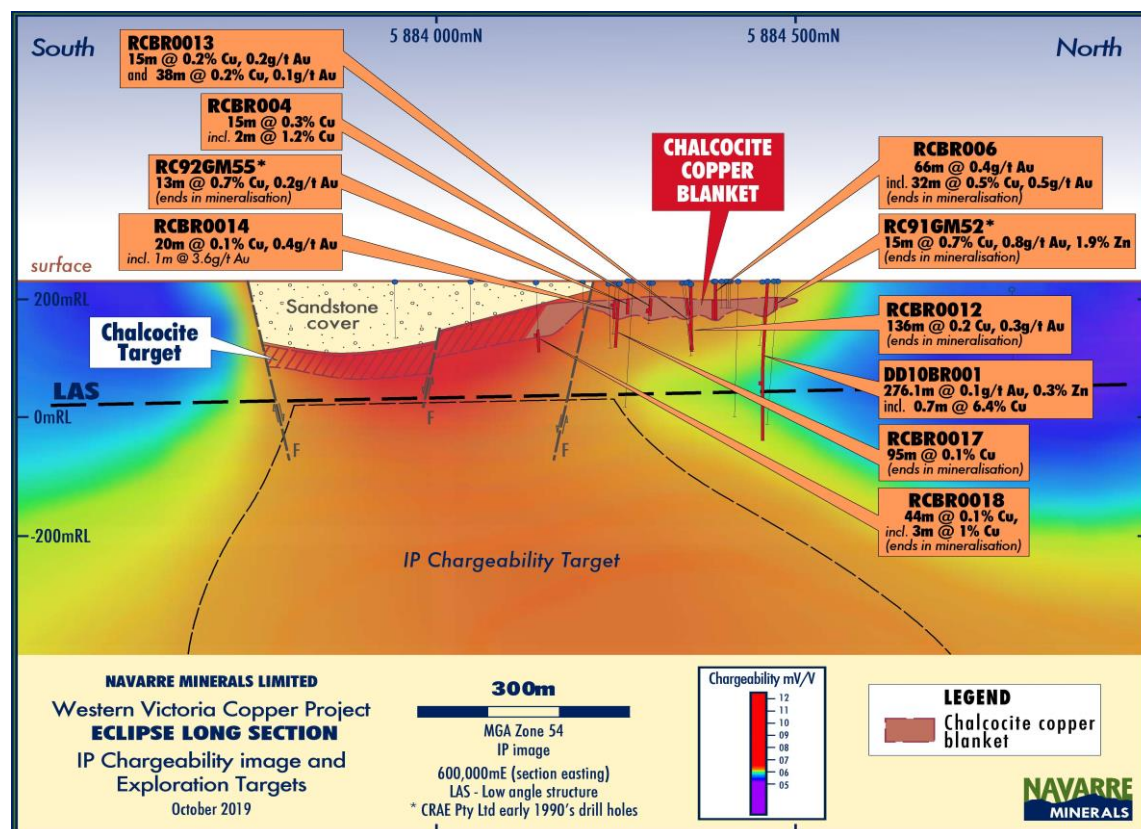 South
5 884 000mN
5 884 500mN
North
RCBR0013
15m @ 0.2% Cu, 0.2g/t Au
and 38m @ 0.2% Cu, 0.1g/t Au
RCBR004
15m @ 0.3% Cu
incl. 2m @ 1.2% Cu
RC92GM55*
13m @ 0.7% Cu, 0.2g/t Au
(ends in mineralisation)
RCBR0014
20m @ 0.1% Cu, 0.4g/t Au
incl. 1m @ 3.6g/t Au
CHALCOCITE
COPPER
BLANKET
RCBR006
66m @ 0.4g/t Au
incl. 32m @ 0.5% Cu, 0.5g/t Au
(ends in mineralisation)
RC91GM52*
15m @ 0.7% Cu, 0.8g/t Au, 1.9% Zn
(ends in mineralisation)
surface
200mRL
Sandstone
cover
Chalcocite
Target
RCBR0012
136m @ 0.2 Cu, 0.3g/t Au
(ends in mineralisation)
DD10BR001
276.1m @ 0.1g/t Au, 0.3% Zn
incl. 0.7m @ 6.4% Cu
LAS
0mRL
F
F
F
RCBR0017
95m @ 0.1% Cu
(ends in mineralisation)
RCBR0018
44m @ 0.1% Cu,
incl. 3m @ 1% Cu
(ends in mineralisation)
-200mRL
IP Chargeability Target
NAVARRE MINERALS LIMITED
Western Victoria Copper Project
ECLIPSE LONG SECTION
IP Chargeability image and
Exploration Targets
October 2019
300m
MGA Zone 54
IP image
600,000mE (section easting)
LAS - Low angle structure
* CRAE Pty Ltd early 1990's drill holes
Chargeability mV/V
12
11
10
09
08
07
06
05
LEGEND
Chalcocite copper
blanket
NAVARRE
MINERALS